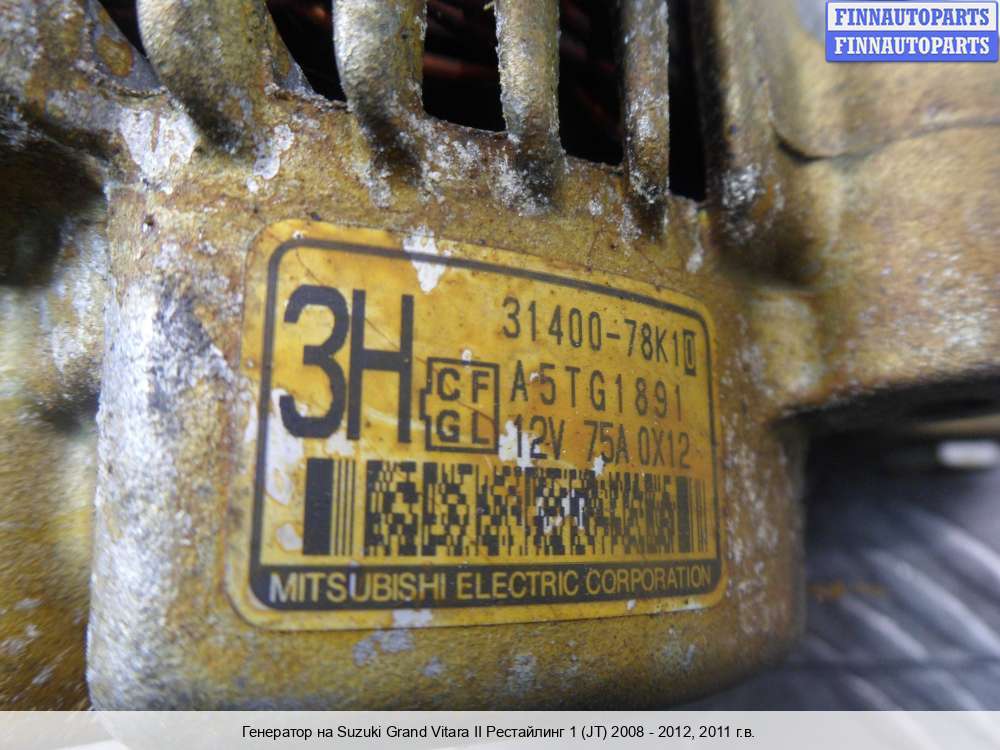 FINNAUTOPARTS
FINNAUTOPARTS
3H
31400-78K10
CF
GL
A5TG1891
12V 75A 0X12
MITSUBISHI ELECTRIC CORPORATION
Генератор на Suzuki Grand Vitara II Рестайлинг 1 (JT) 2008 - 2012, 2011 г.в.